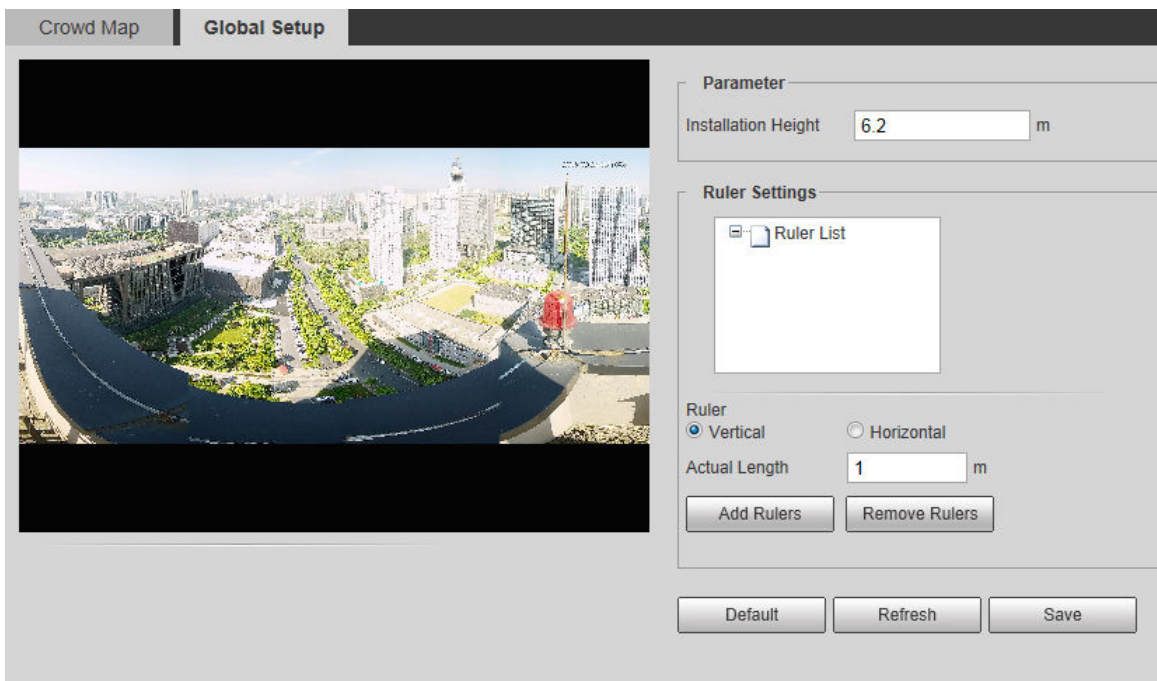 Crowd Map Global Setup
Parameter
Installation Height 6.2 m
Ruler Settings
Ruler List
Ruler
Vertical Horizontal
Actual Length 1 m
Add Rulers Remove Rulers
Default Refresh Save